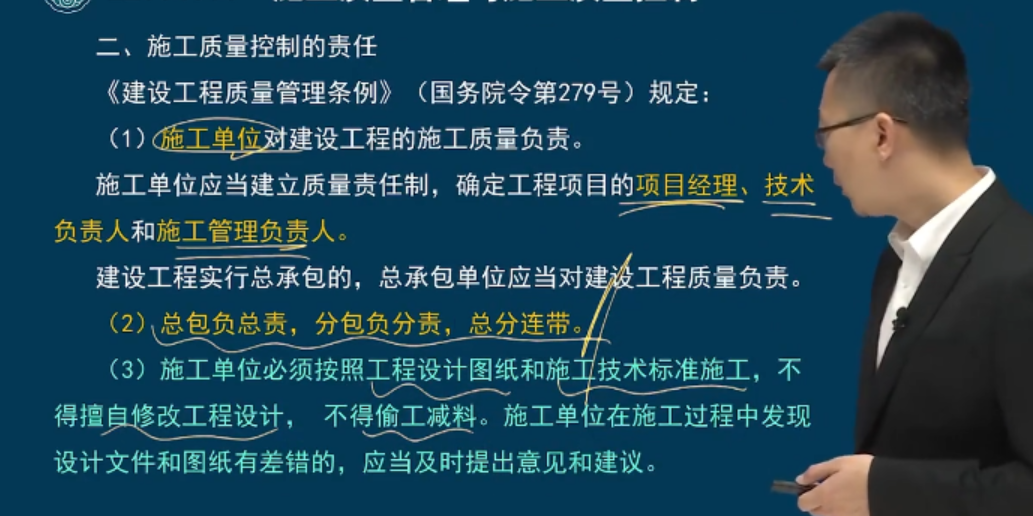 二、施工质量控制的责任
《建设工程质量管理条例》（国务院令第279号）规定：
（1）施工单位对建设工程的施工质量负责。
施工单位应当建立质量责任制，确定工程项目的项目经理、技术
负责人和施工管理负责人。
建设工程实行总承包的，总承包单位应当对建设工程质量负责。
（2）总包负总责，分包负分责，总分连带。
（3）施工单位必须按照工程设计图纸和施工技术标准施工，不
得擅自修改工程设计， 不得偷工减料。施工单位在施工过程中发现
设计文件和图纸有差错的，应当及时提出意见和建议。